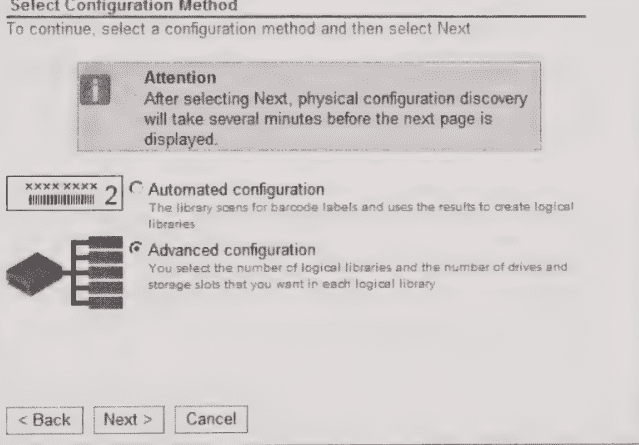 Select Configuration Method
To continue, select a configuration method and then select Next
i
Attention
After selecting Next, physical configuration discovery
will take several minutes before the next page is
displayed.
XXXX XXXX 2
Automated configuration
The library scans for barcode labels and uses the results to create logical
libraries
Advanced configuration
You select the number of logical libraries and the number of drives and
storage slots that you want in each logical library
< Back
Next >
Cancel